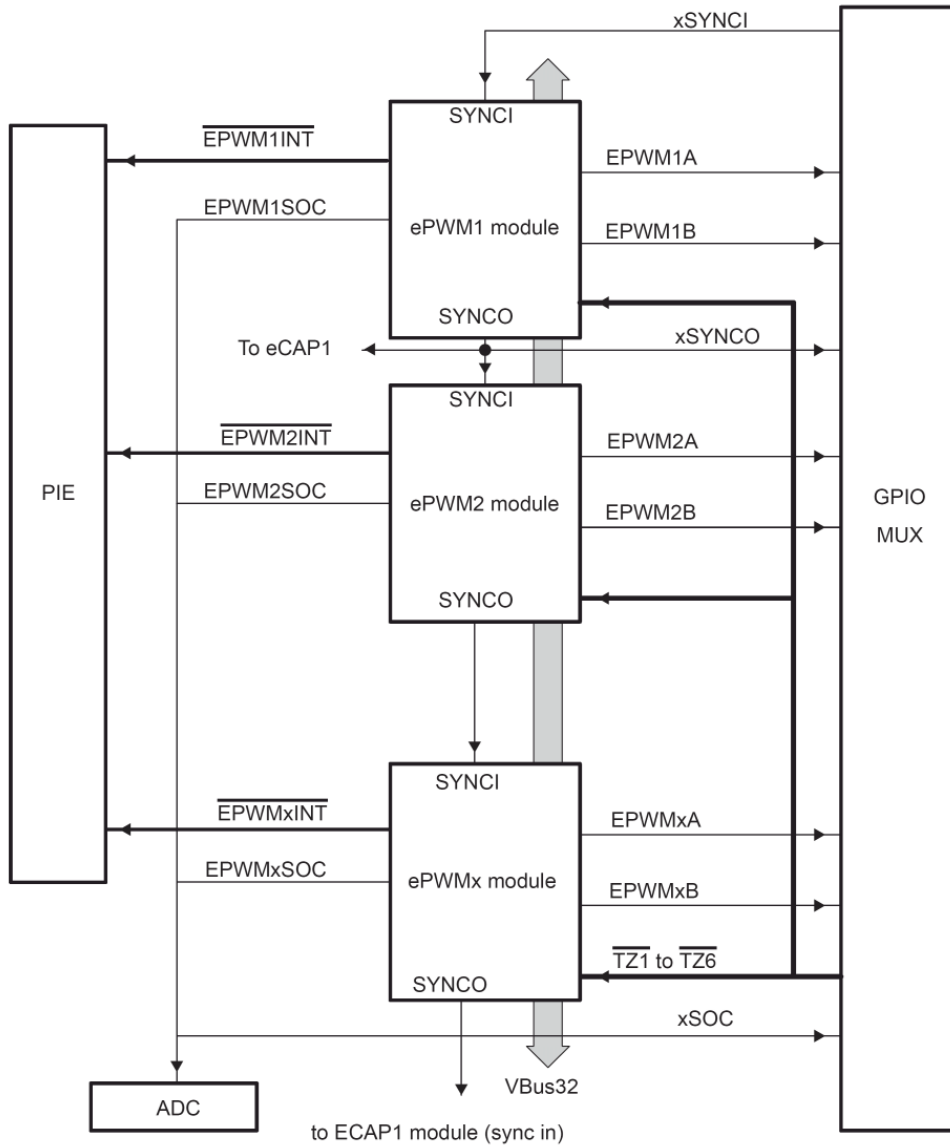 xSYNCI
SYNCI
EPWM1INT
EPWM1A
EPWM1SOC
ePWM1 module
EPWM1B
SYNCO
To eCAP1
xSYNCO
SYNCI
EPWM2INT
EPWM2A
PIE
EPWM2SOC
ePWM2 module
EPWM2B
GPIO
MUX
SYNCO
SYNCI
EPWMxINT
EPWMxA
EPWMxSOC
ePWMx module
EPWMxB
TZ1 to TZ6
SYNCO
xSOC
ADC
VBus32
to ECAP1 module (sync in)